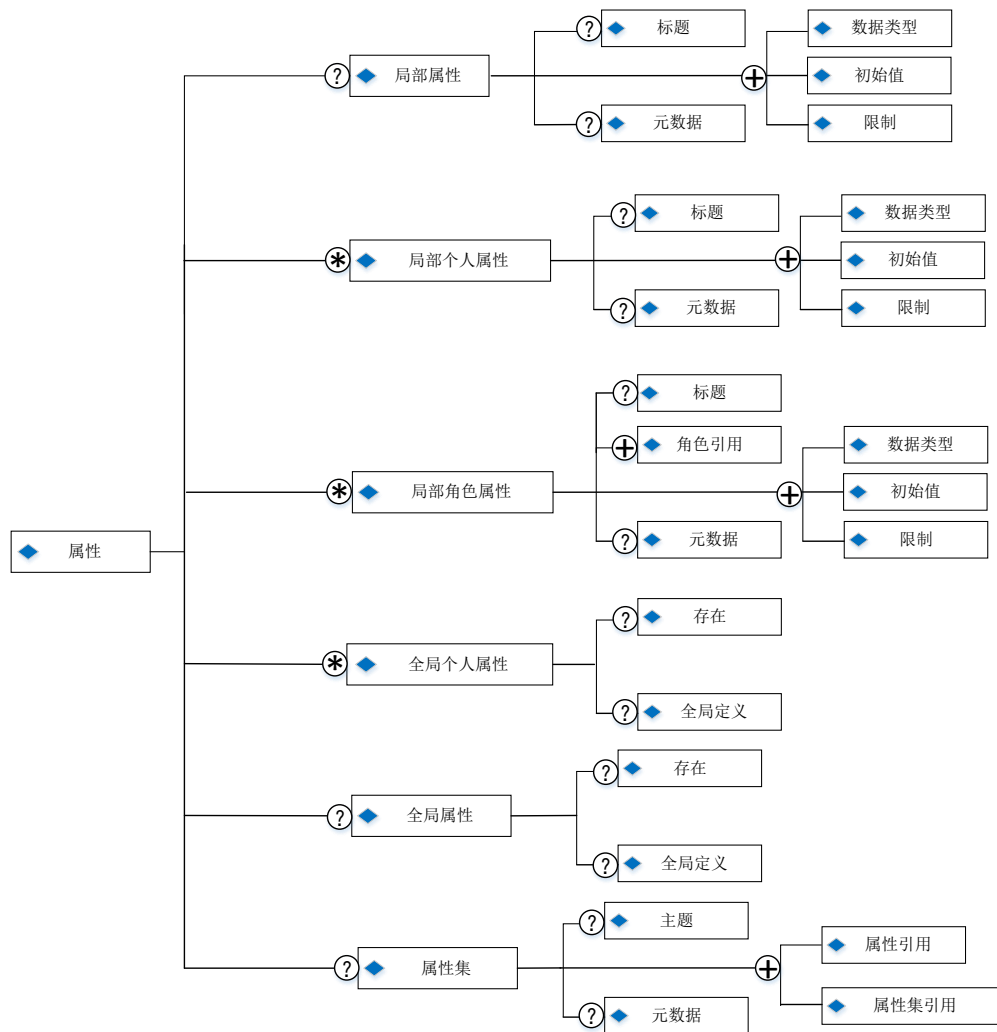 标题
数据类型
局部属性
初始值
元数据
限制
标题
数据类型
局部个人属性
初始值
元数据
限制
标题
角色引用
数据类型
局部角色属性
初始值
元数据
限制
属性
存在
全局个人属性
全局定义
存在
全局属性
全局定义
主题
属性引用
属性集
元数据
属性集引用